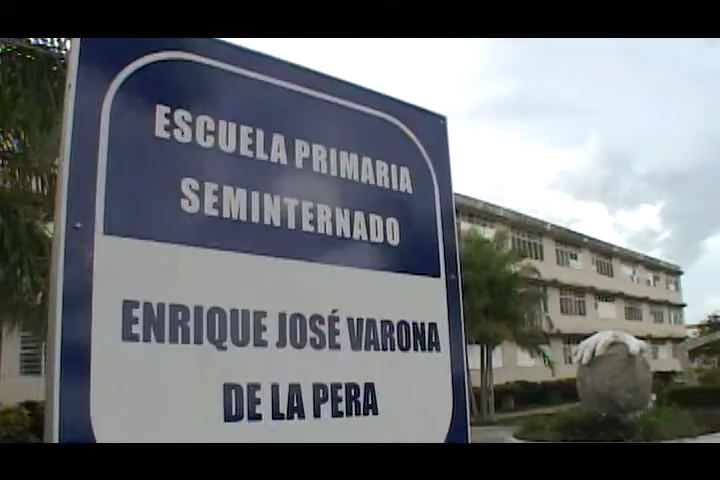 ESCUELA PRIMARIA
SEMINTERNADO
ENRIQUE JOSÉ VARONA
DE LA PERA